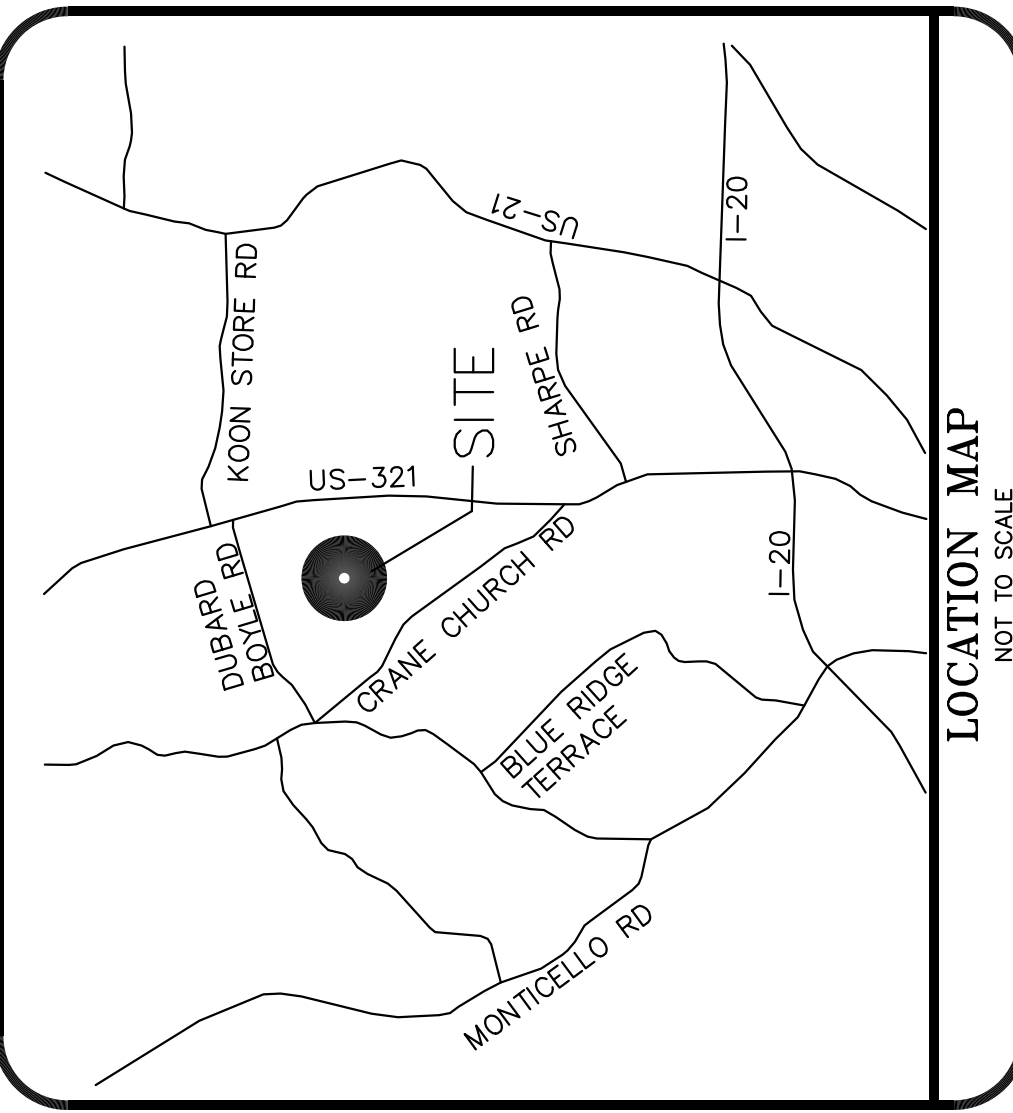 US-21
I-20
KOON STORE RD
SHARPE RD
SITE
US-321
I-20
DUBARD
BOYLE RD
CRANE CHURCH RD
BLUE RIDGE
TERRACE
MONTICELLO RD
LOCATION MAP
NOT TO SCALE